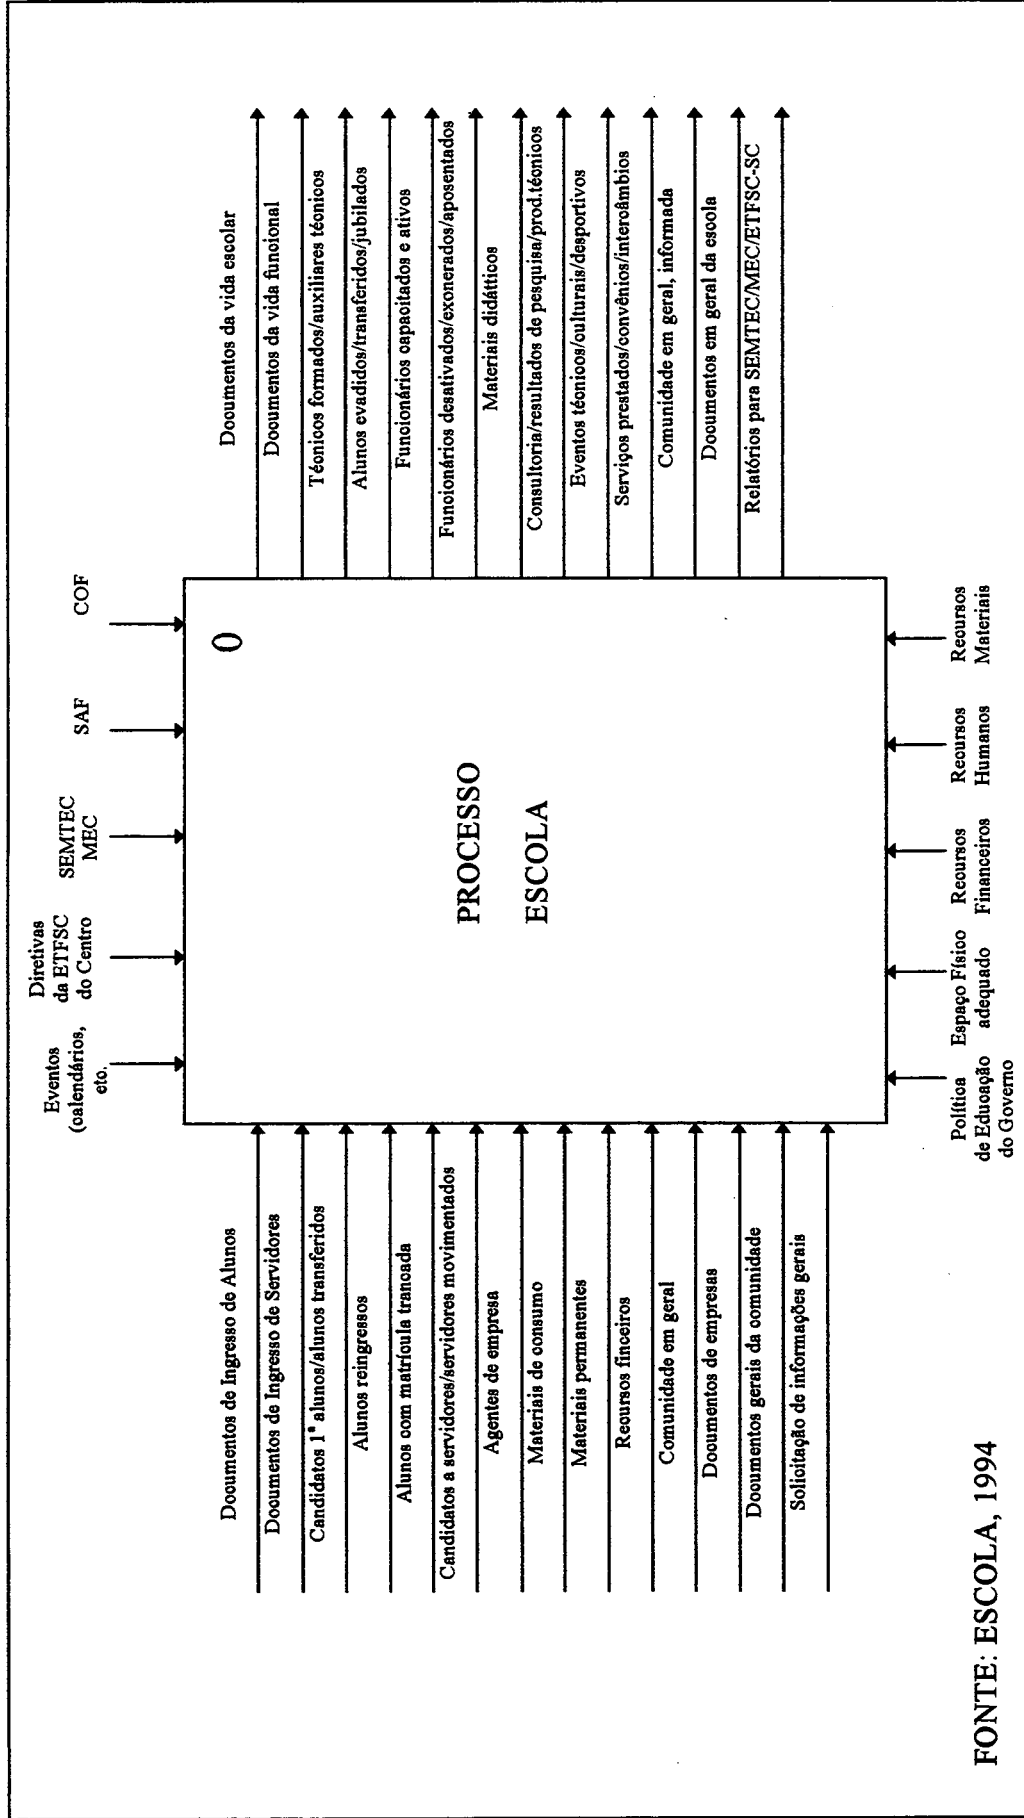 Eventos
(calendários,
etc.
Diretivas
da ETFSC
do Centro
SEMTEC
MEC
SAF
COF
Documentos de Ingresso de Alunos
Documentos de Ingresso de Servidores
Candidatos 1ª alunos/alunos transferidos
Alunos reingressos
Alunos com matrícula trancada
Candidatos a servidores/servidores movimentados
Agentes de empresa
Materiais de consumo
Materiais permanentes
Recursos finceiros
Comunidade em geral
Documentos de empresas
Documentos gerais da comunidade
Solicitação de informações gerais
0
PROCESSO
ESCOLA
Documentos da vida escolar
Documentos da vida funcional
Técnicos formados/auxiliares técnicos
Alunos evadidos/transferidos/jubilados
Funcionários capacitados e ativos
Funcionários desativados/exonerados/aposentados
Materiais didátticos
Consultoria/resultados de pesquisa/prod.técnicos
Eventos técnicos/culturais/desportivos
Serviços prestados/convênios/intercâmbios
Comunidade em geral, informada
Documentos em geral da escola
Relatórios para SEMTEC/MEC/ETFSC-SC
Política
de Educação
do Governo
Espaço Físico
adequado
Recursos
Financeiros
Recursos
Humanos
Recursos
Materiais
FONTE: ESCOLA, 1994